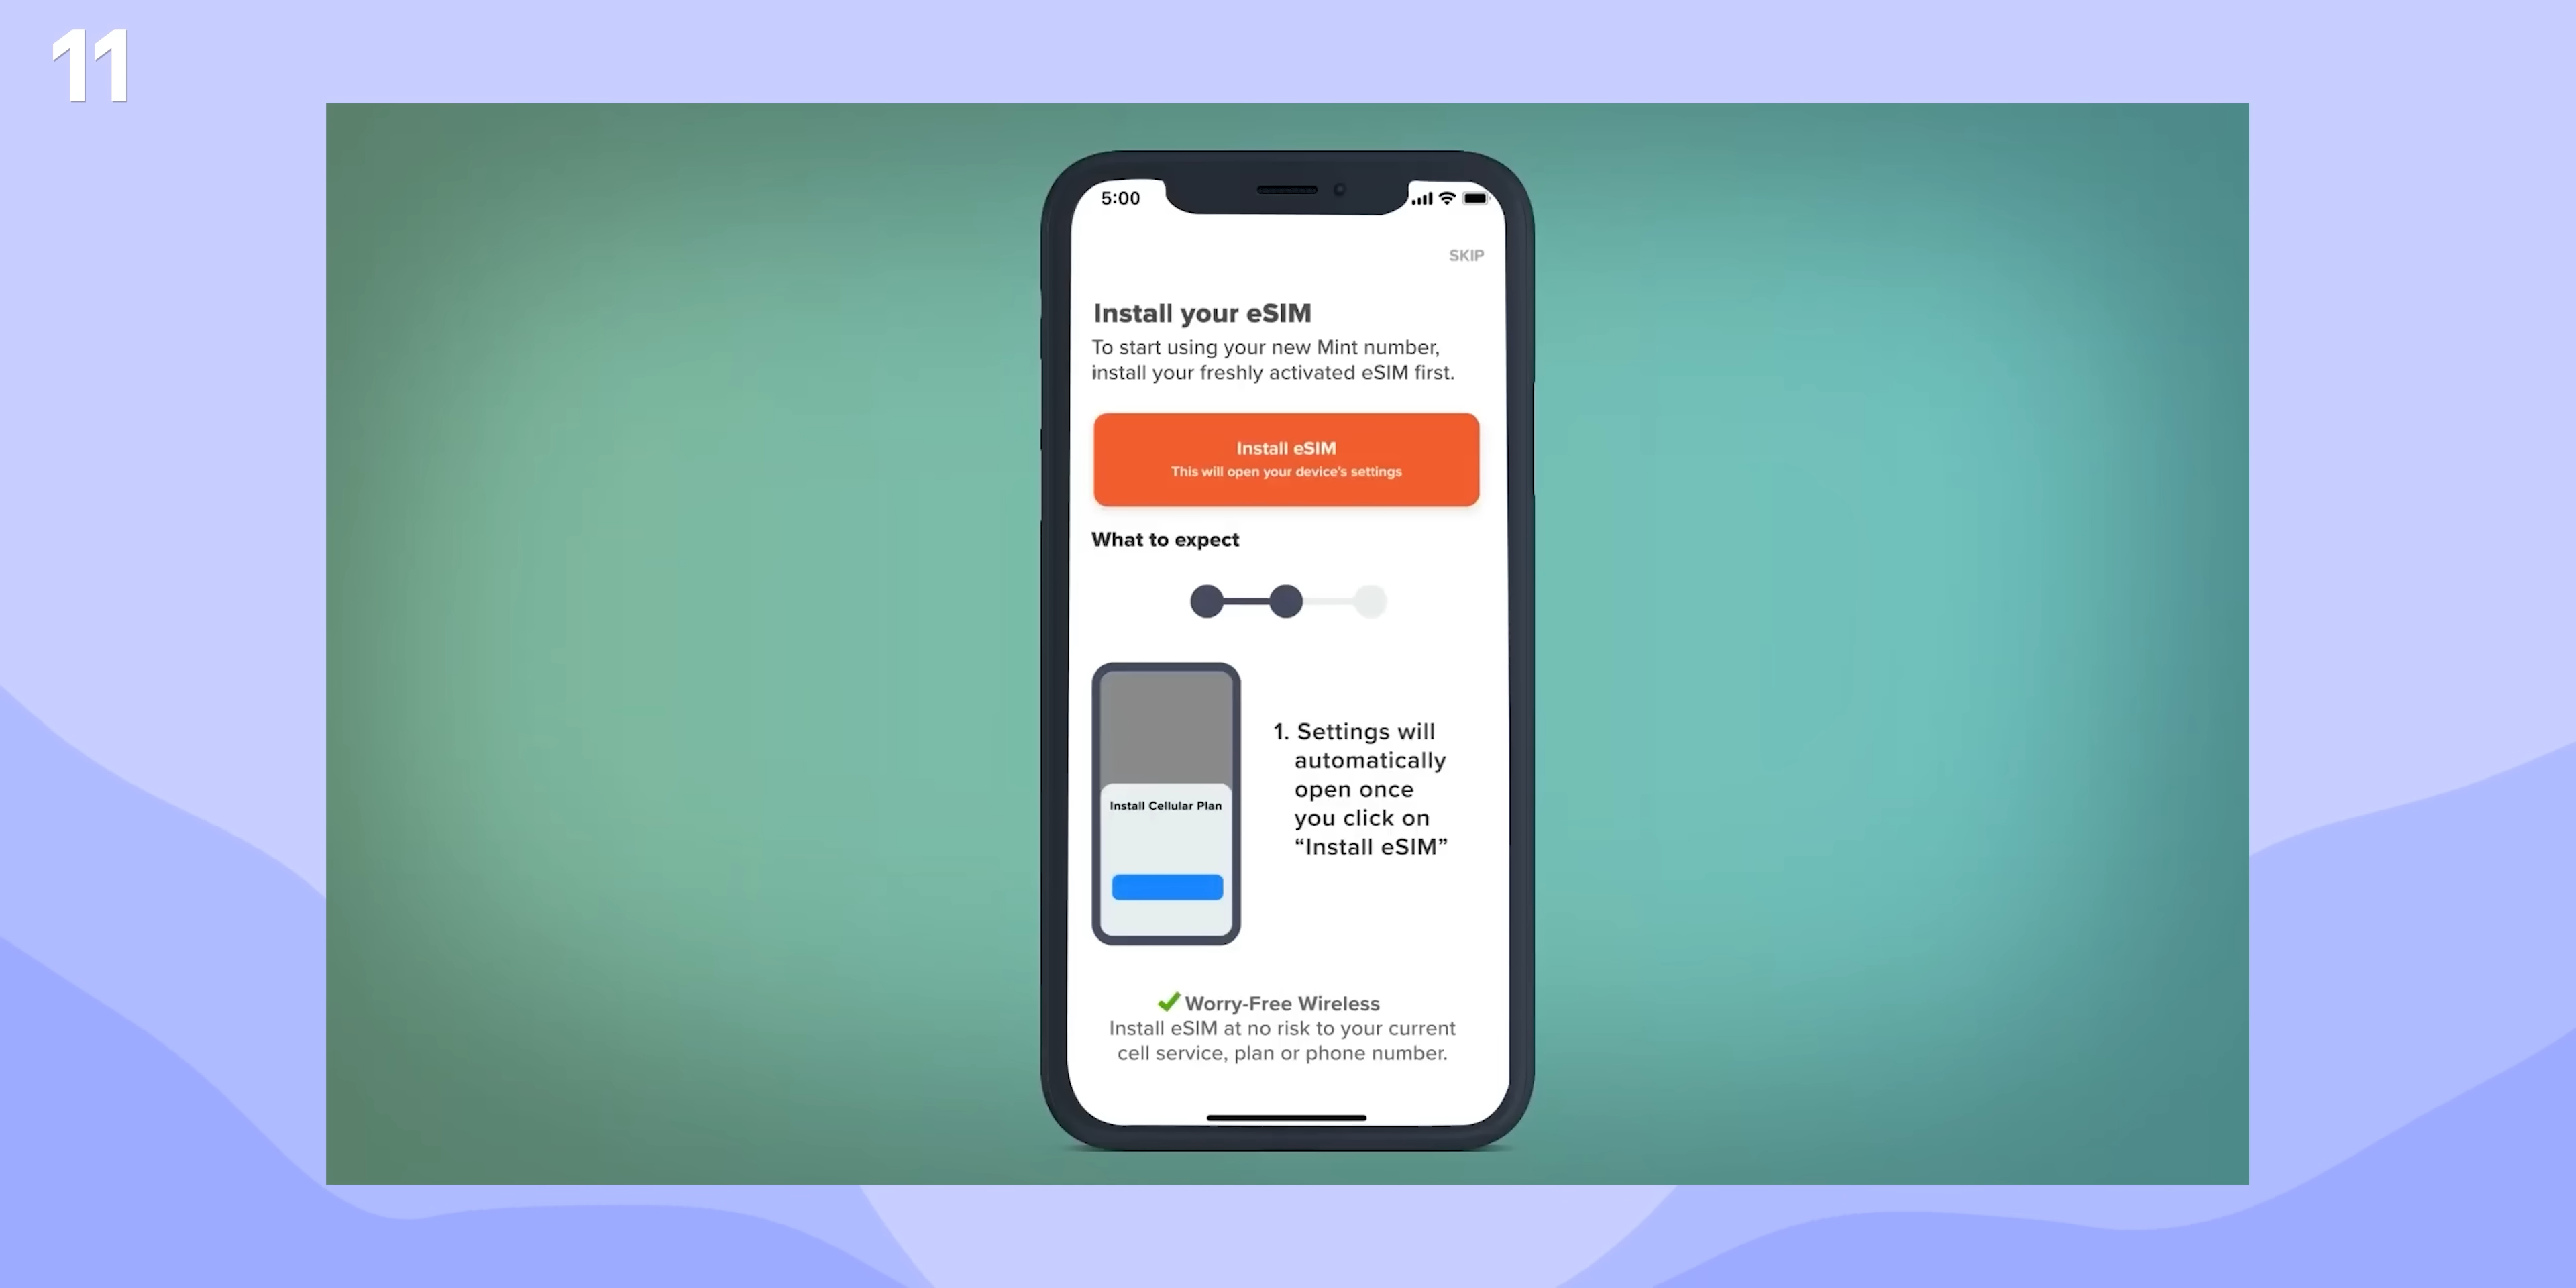 11
5:00
SKIP
Install your eSIM
To start using your new Mint number,
install your freshly activated eSIM first.
Install eSIM
This will open your device's settings
What to expect
Install Cellular Plan
1. Settings will
automatically
open once
you click on
“Install eSIM”
Worry-Free Wireless
Install eSIM at no risk to your current
cell service, plan or phone number.